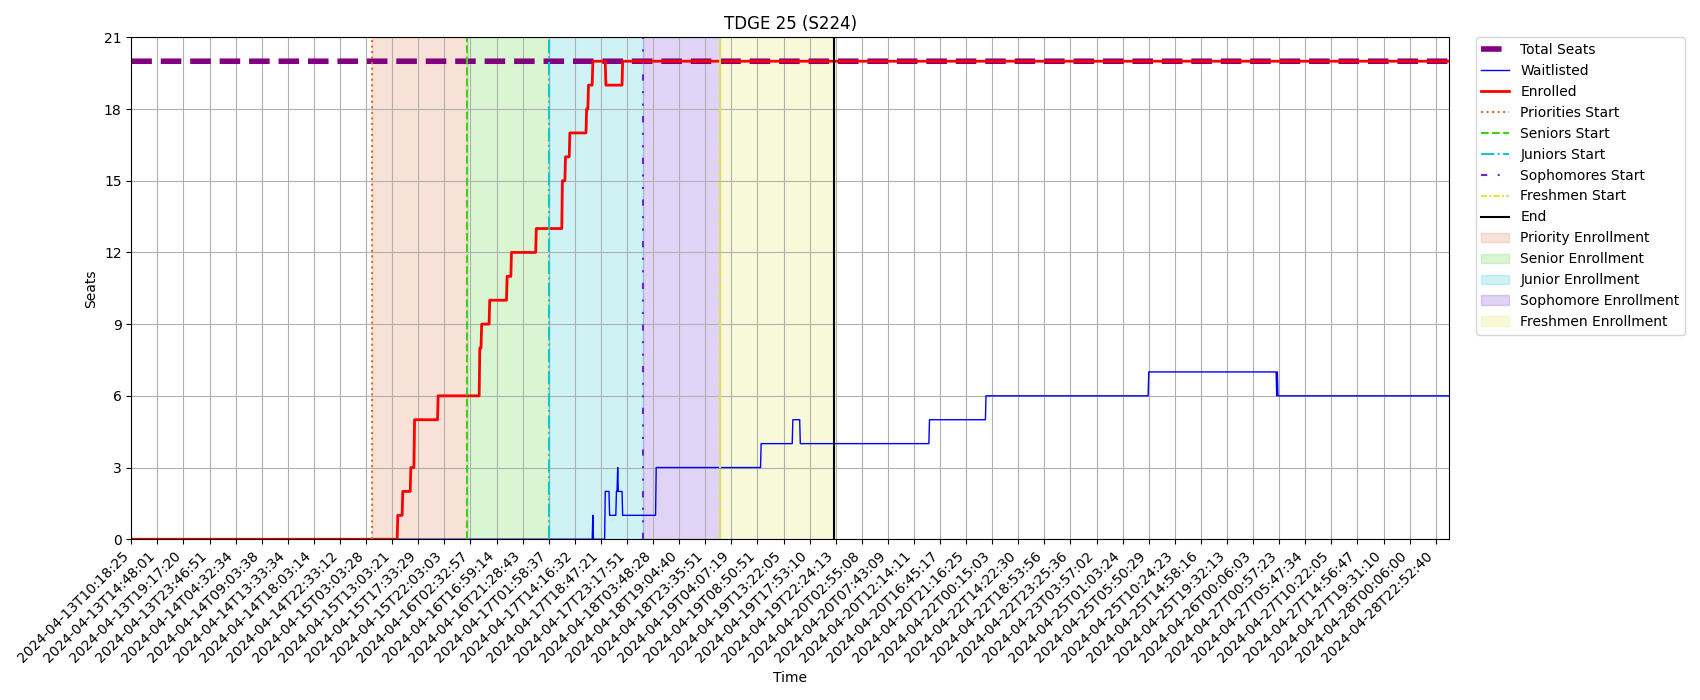 TDGE 25 (S224)
21
18
15
12
9
6
3
0
Seats
2024-04-13T10:18:25
2024-04-13T14:48:01
2024-04-13T19:17:20
2024-04-13T23:46:51
2024-04-14T04:32:34
2024-04-14T09:03:38
2024-04-14T13:33:34
2024-04-14T18:03:14
2024-04-14T22:33:12
2024-04-15T03:03:28
2024-04-15T13:03:21
2024-04-15T17:33:29
2024-04-15T22:03:03
2024-04-16T02:32:57
2024-04-16T16:59:14
2024-04-16T21:28:43
2024-04-17T01:58:37
2024-04-17T14:16:32
2024-04-17T18:47:21
2024-04-17T23:17:51
2024-04-18T03:48:28
2024-04-18T19:04:40
2024-04-18T23:35:51
2024-04-19T04:07:19
2024-04-19T08:50:51
2024-04-19T13:22:05
2024-04-19T17:53:10
2024-04-19T22:24:13
2024-04-20T02:55:08
2024-04-20T07:43:09
2024-04-20T12:14:11
2024-04-20T16:45:17
2024-04-20T21:16:25
2024-04-22T00:15:03
2024-04-22T14:22:30
2024-04-22T18:53:56
2024-04-22T23:25:36
2024-04-23T03:57:02
2024-04-25T01:03:24
2024-04-25T05:50:29
2024-04-25T10:24:23
2024-04-25T14:58:16
2024-04-25T19:32:13
2024-04-26T00:06:03
2024-04-27T00:57:23
2024-04-27T05:47:34
2024-04-27T10:22:05
2024-04-27T14:56:47
2024-04-27T19:31:10
2024-04-28T00:06:00
2024-04-28T22:52:40
Time
Total Seats
Waitlisted
Enrolled
Priorities Start
Seniors Start
Juniors Start
Sophomores Start
Freshmen Start
End
Priority Enrollment
Senior Enrollment
Junior Enrollment
Sophomore Enrollment
Freshmen Enrollment